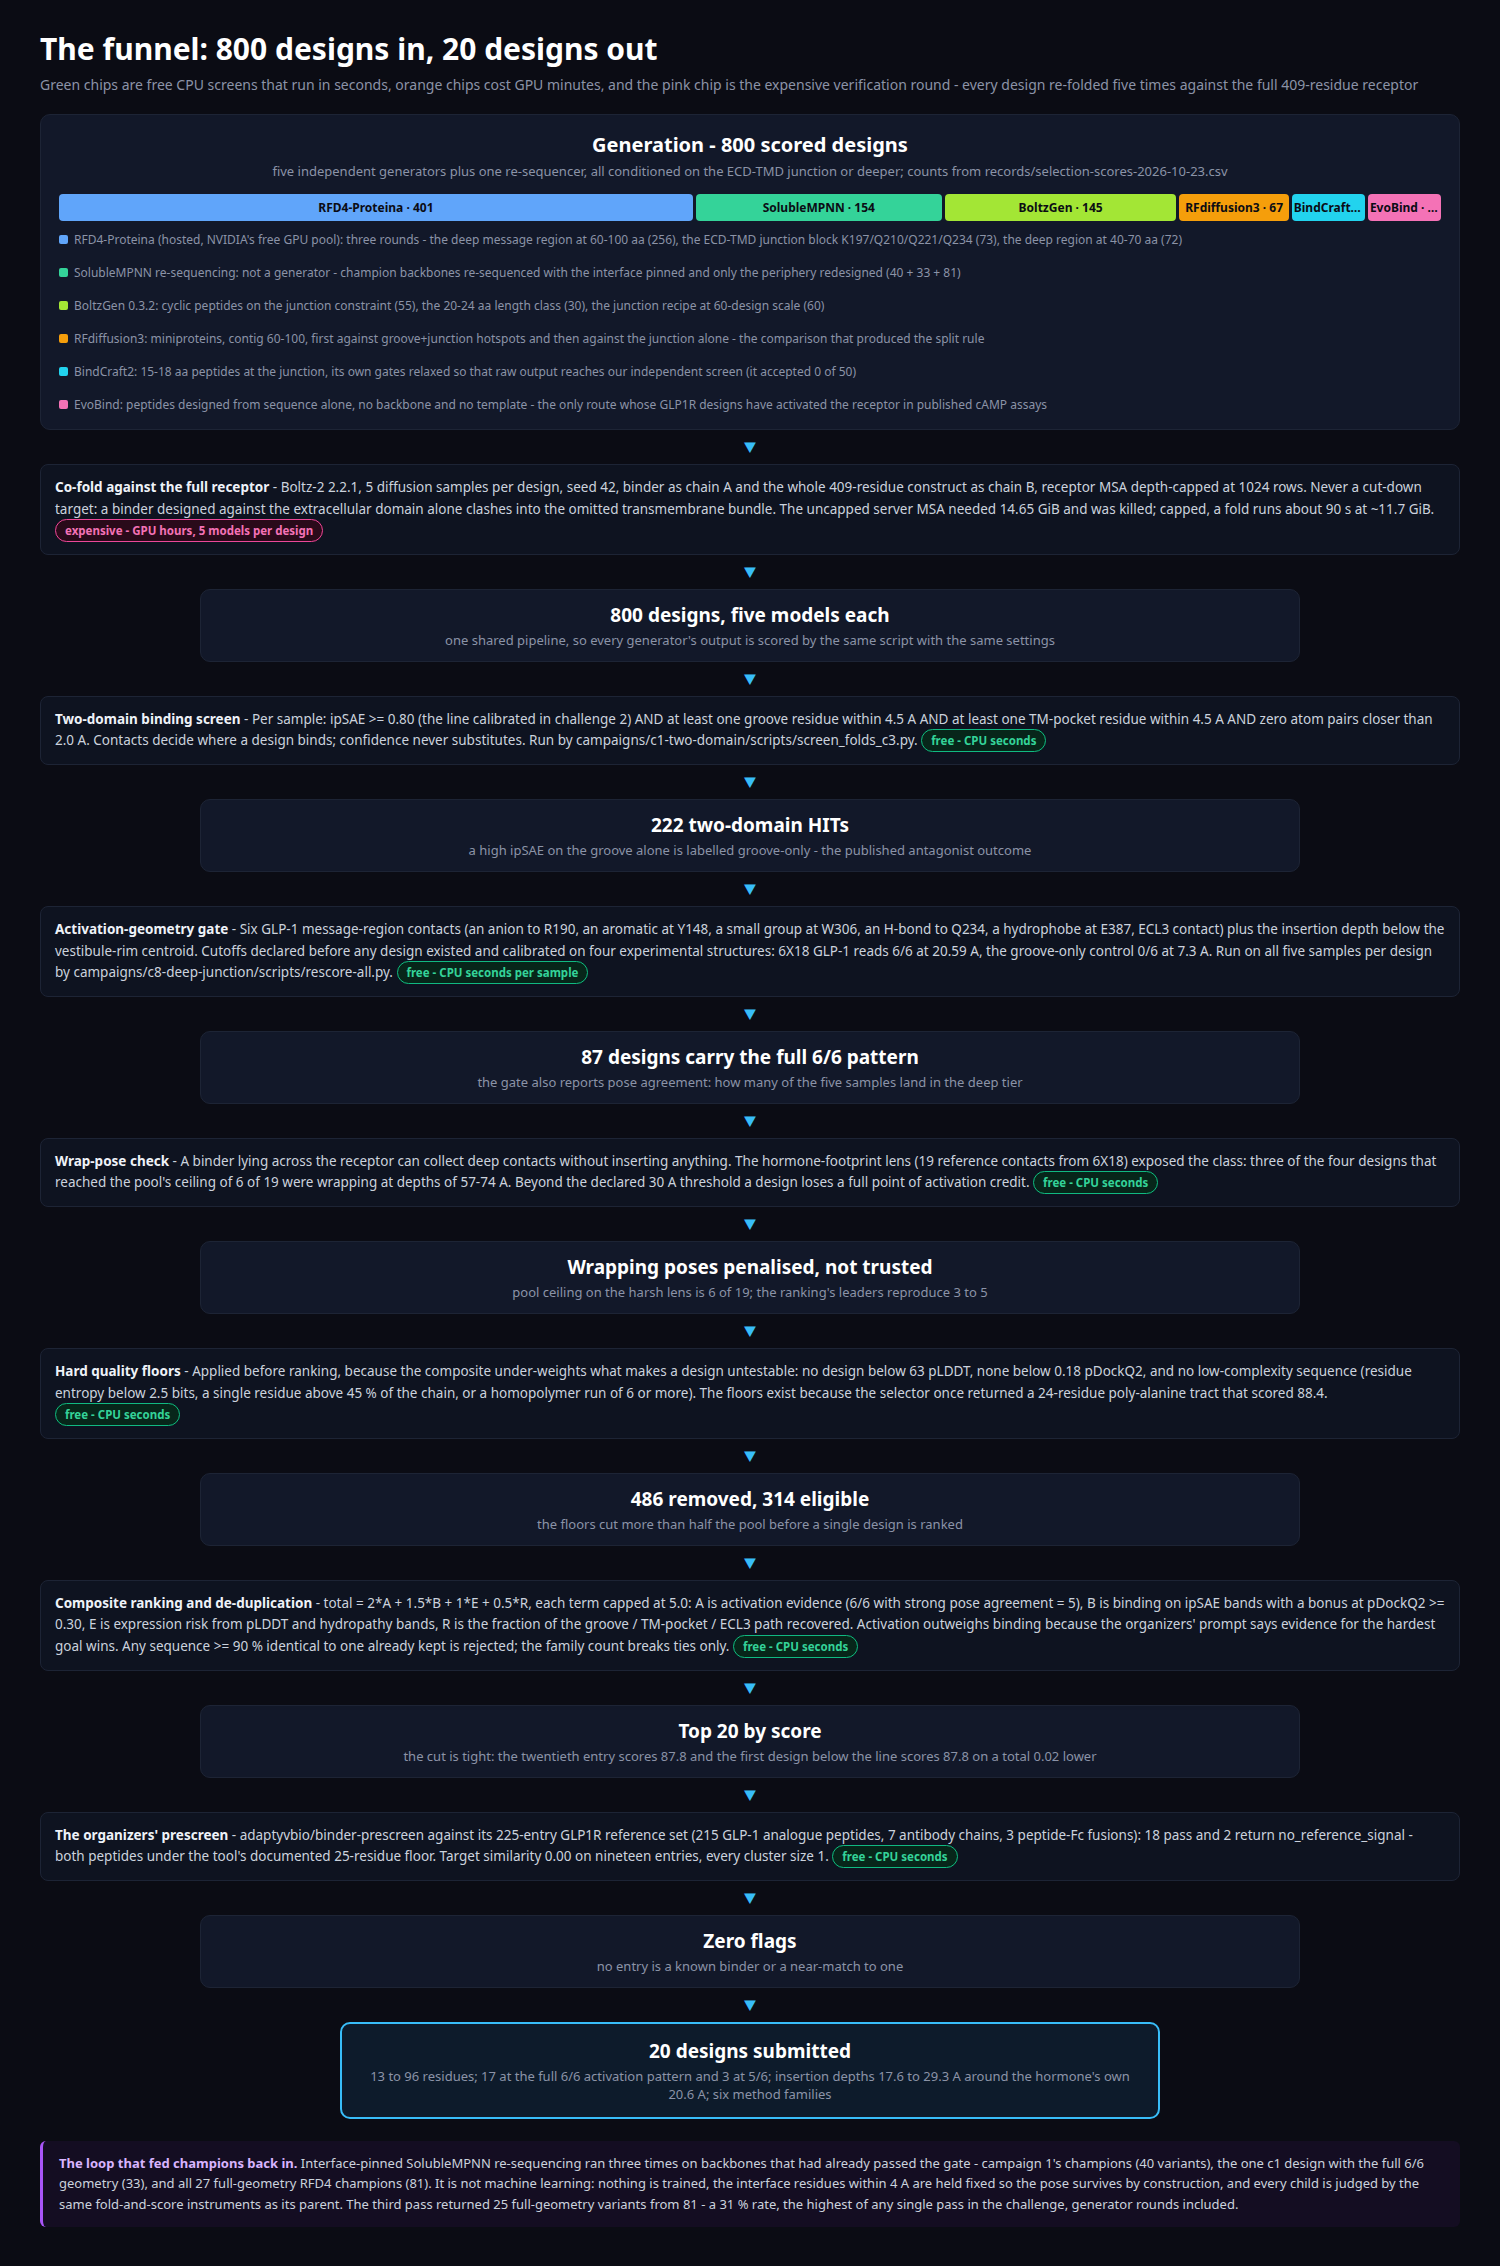 The funnel: 800 designs in, 20 designs out
Green chips are free CPU screens that run in seconds, orange chips cost GPU minutes, and the pink chip is the expensive verification round - every design re-folded five times against the full 409-residue receptor
Generation - 800 scored designs
five independent generators plus one re-sequencer, all conditioned on the ECD-TMD junction or deeper; counts from records/selection-scores-2026-10-23.csv
RFD4-Proteina · 401
SolubleMPNN · 154
BoltzGen · 145
RFdiffusion3 · 67
BindCraft...
EvoBind · ...
RFD4-Proteina (hosted, NVIDIA's free GPU pool): three rounds - the deep message region at 60-100 aa (256), the ECD-TMD junction block K197/Q210/Q221/Q234 (73), the deep region at 40-70 aa (72)
SolubleMPNN re-sequencing: not a generator - champion backbones re-sequenced with the interface pinned and only the periphery redesigned (40 + 33 + 81)
BoltzGen 0.3.2: cyclic peptides on the junction constraint (55), the 20-24 aa length class (30), the junction recipe at 60-design scale (60)
RFdiffusion3: miniproteins, contig 60-100, first against groove+junction hotspots and then against the junction alone - the comparison that produced the split rule
BindCraft2: 15-18 aa peptides at the junction, its own gates relaxed so that raw output reaches our independent screen (it accepted 0 of 50)
EvoBind: peptides designed from sequence alone, no backbone and no template - the only route whose GLP1R designs have activated the receptor in published cAMP assays
Co-fold against the full receptor - Boltz-2 2.2.1, 5 diffusion samples per design, seed 42, binder as chain A and the whole 409-residue construct as chain B, receptor MSA depth-capped at 1024 rows. Never a cut-down
target: a binder designed against the extracellular domain alone clashes into the omitted transmembrane bundle. The uncapped server MSA needed 14.65 GiB and was killed; capped, a fold runs about 90 s at ~11.7 GiB.
expensive - GPU hours, 5 models per design
800 designs, five models each
one shared pipeline, so every generator's output is scored by the same script with the same settings
Two-domain binding screen - Per sample: ipSAE >= 0.80 (the line calibrated in challenge 2) AND at least one groove residue within 4.5 A AND at least one TM-pocket residue within 4.5 A AND zero atom pairs closer than
2.0 A. Contacts decide where a design binds; confidence never substitutes. Run by campaigns/c1-two-domain/scripts/screen_folds_c3.py. free - CPU seconds
222 two-domain HITs
a high ipSAE on the groove alone is labelled groove-only - the published antagonist outcome
Activation-geometry gate - Six GLP-1 message-region contacts (an anion to R190, an aromatic at Y148, a small group at W306, an H-bond to Q234, a hydrophobe at E387, ECL3 contact) plus the insertion depth below the
vestibule-rim centroid. Cutoffs declared before any design existed and calibrated on four experimental structures: 6X18 GLP-1 reads 6/6 at 20.59 A, the groove-only control 0/6 at 7.3 A. Run on all five samples per design
by campaigns/c8-deep-junction/scripts/rescore-all.py. free - CPU seconds per sample
87 designs carry the full 6/6 pattern
the gate also reports pose agreement: how many of the five samples land in the deep tier
Wrap-pose check - A binder lying across the receptor can collect deep contacts without inserting anything. The hormone-footprint lens (19 reference contacts from 6X18) exposed the class: three of the four designs that
reached the pool's ceiling of 6 of 19 were wrapping at depths of 57-74 A. Beyond the declared 30 A threshold a design loses a full point of activation credit. free - CPU seconds
Wrapping poses penalised, not trusted
pool ceiling on the harsh lens is 6 of 19; the ranking's leaders reproduce 3 to 5
Hard quality floors - Applied before ranking, because the composite under-weights what makes a design untestable: no design below 63 pLDDT, none below 0.18 pDockQ2, and no low-complexity sequence (residue
entropy below 2.5 bits, a single residue above 45 % of the chain, or a homopolymer run of 6 or more). The floors exist because the selector once returned a 24-residue poly-alanine tract that scored 88.4.
free - CPU seconds
486 removed, 314 eligible
the floors cut more than half the pool before a single design is ranked
Composite ranking and de-duplication - total = 2*A + 1.5*B + 1*E + 0.5*R, each term capped at 5.0: A is activation evidence (6/6 with strong pose agreement = 5), B is binding on ipSAE bands with a bonus at pDockQ2 >=
0.30, E is expression risk from pLDDT and hydropathy bands, R is the fraction of the groove / TM-pocket / ECL3 path recovered. Activation outweighs binding because the organizers' prompt says evidence for the hardest
goal wins. Any sequence >= 90 % identical to one already kept is rejected; the family count breaks ties only. free - CPU seconds
Top 20 by score
the cut is tight: the twentieth entry scores 87.8 and the first design below the line scores 87.8 on a total 0.02 lower
The organizers' prescreen - adaptyvbio/binder-prescreen against its 225-entry GLP1R reference set (215 GLP-1 analogue peptides, 7 antibody chains, 3 peptide-Fc fusions): 18 pass and 2 return no_reference_signal -
both peptides under the tool's documented 25-residue floor. Target similarity 0.00 on nineteen entries, every cluster size 1. free - CPU seconds
Zero flags
no entry is a known binder or a near-match to one
20 designs submitted
13 to 96 residues; 17 at the full 6/6 activation pattern and 3 at 5/6; insertion depths 17.6 to 29.3 A around the hormone's own
20.6 A; six method families
The loop that fed champions back in. Interface-pinned SolubleMPNN re-sequencing ran three times on backbones that had already passed the gate - campaign 1's champions (40 variants), the one c1 design with the full 6/6
geometry (33), and all 27 full-geometry RFD4 champions (81). It is not machine learning: nothing is trained, the interface residues within 4 A are held fixed so the pose survives by construction, and every child is judged by the
same fold-and-score instruments as its parent. The third pass returned 25 full-geometry variants from 81 - a 31 % rate, the highest of any single pass in the challenge, generator rounds included.